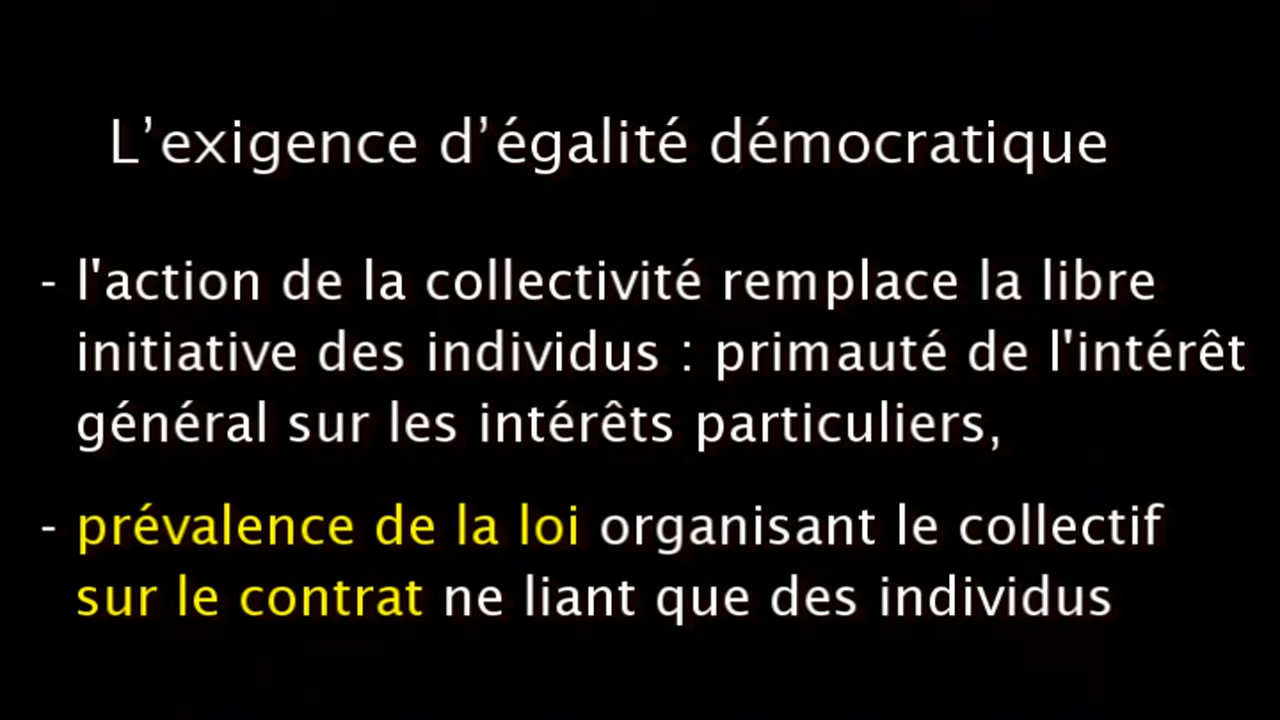 L’exigence d’égalité démocratique
- l'action de la collectivité remplace la libre
initiative des individus : primauté de l'intérêt
général sur les intérêts particuliers,
- prévalence de la loi organisant le collectif
sur le contrat ne liant que des individus